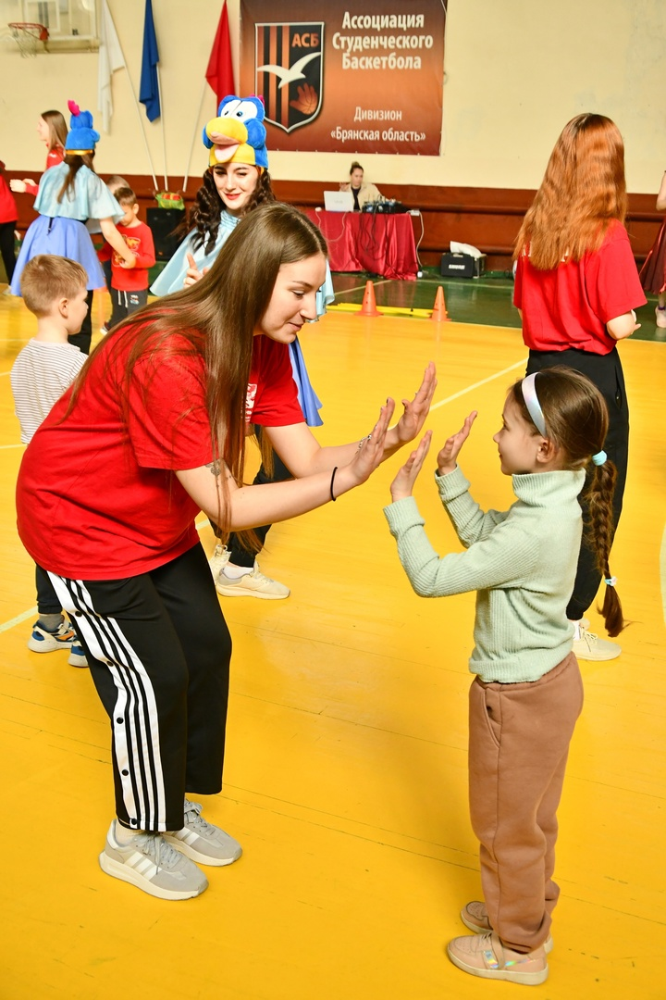 Ассоциация
Студенческого
Баскетбола
АСБ
Дивизион
«Брянская область»